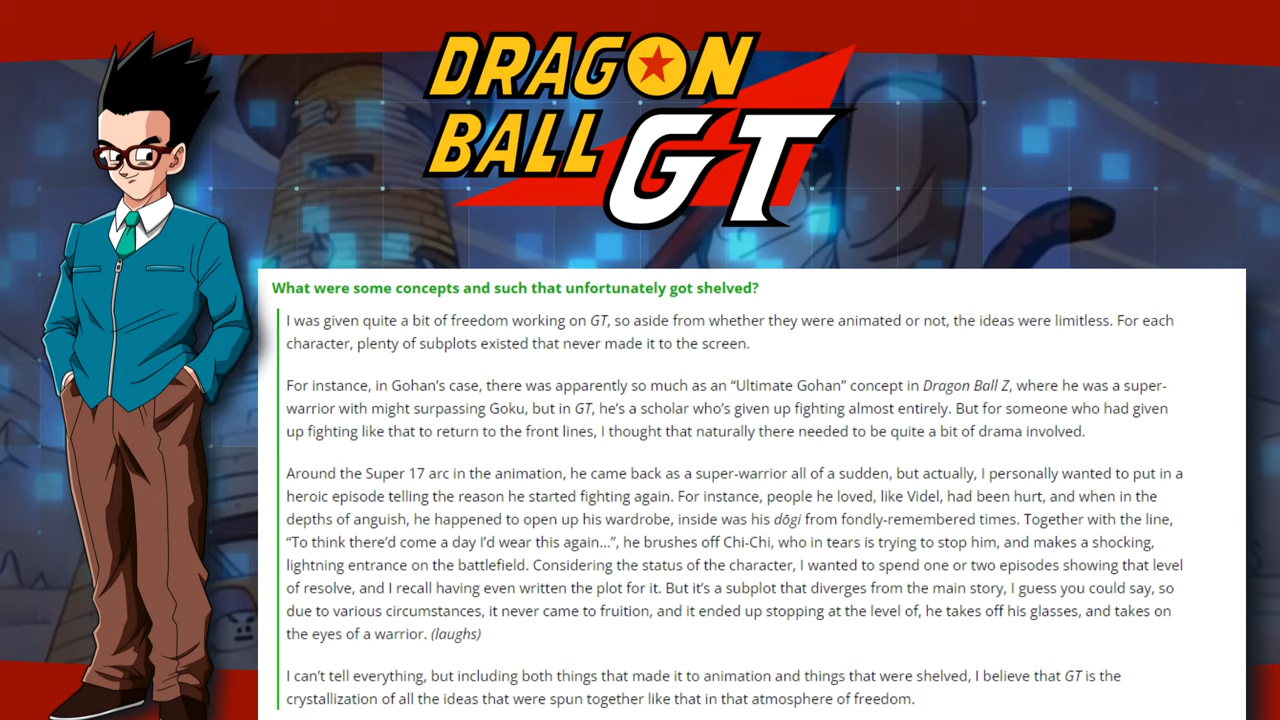 DRAGON
BALL GT
What were some concepts and such that unfortunately got shelved?
I was given quite a bit of freedom working on GT, so aside from whether they were animated or not, the ideas were limitless. For each
character, plenty of subplots existed that never made it to the screen.
For instance, in Gohan’s case, there was apparently so much as an “Ultimate Gohan” concept in Dragon Ball Z, where he was a super-
warrior with might surpassing Goku, but in GT, he’s a scholar who’s given up fighting almost entirely. But for someone who had given
up fighting like that to return to the front lines, I thought that naturally there needed to be quite a bit of drama involved.
Around the Super 17 arc in the animation, he came back as a super-warrior all of a sudden, but actually, I personally wanted to put in a
heroic episode telling the reason he started fighting again. For instance, people he loved, like Videl, had been hurt, and when in the
depths of anguish, he happened to open up his wardrobe, inside was his dōgi from fondly-remembered times. Together with the line,
“To think there’d come a day I’d wear this again…”, he brushes off Chi-Chi, who in tears is trying to stop him, and makes a shocking,
lightning entrance on the battlefield. Considering the status of the character, I wanted to spend one or two episodes showing that level
of resolve, and I recall having even written the plot for it. But it’s a subplot that diverges from the main story, I guess you could say, so
due to various circumstances, it never came to fruition, and it ended up stopping at the level of, he takes off his glasses, and takes on
the eyes of a warrior. (laughs)
I can’t tell everything, but including both things that made it to animation and things that were shelved, I believe that GT is the
crystallization of all the ideas that were spun together like that in that atmosphere of freedom.